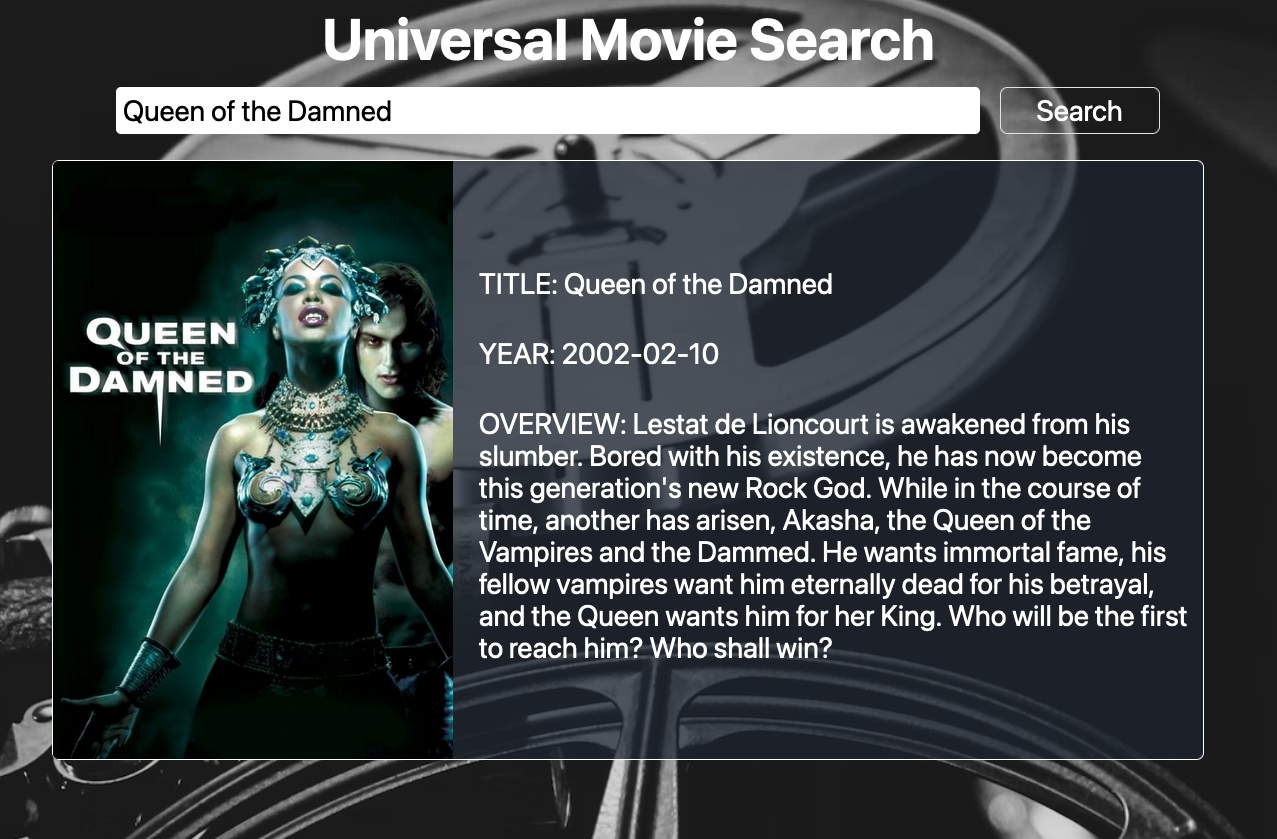 Universal Movie Search
Queen of the Damned
Search
QUEEN
OF THE
DAMNED
TITLE: Queen of the Damned
YEAR: 2002-02-10
OVERVIEW: Lestat de Lioncourt is awakened from his
slumber. Bored with his existence, he has now become
this generation's new Rock God. While in the course of
time, another has arisen, Akasha, the Queen of the
Vampires and the Dammed. He wants immortal fame, his
fellow vampires want him eternally dead for his betrayal,
and the Queen wants him for her King. Who will be the first
to reach him? Who shall win?